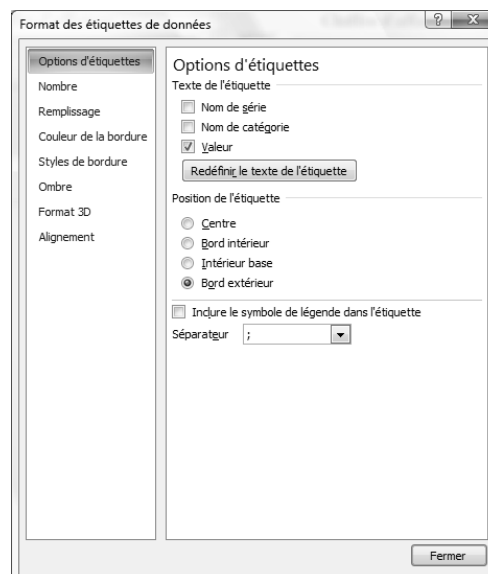 Format des étiquettes de données
Options d'étiquettes
Nombre
Remplissage
Couleur de la bordure
Styles de bordure
Ombre
Format 3D
Alignement
Options d'étiquettes
Texte de l'étiquette
Nom de série
Nom de catégorie
Valeur
Redéfinir le texte de l'étiquette
Position de l'étiquette
Centre
Bord intérieur
Intérieur base
Bord extérieur
Inclure le symbole de légende dans l'étiquette
Séparateur ;
Fermer